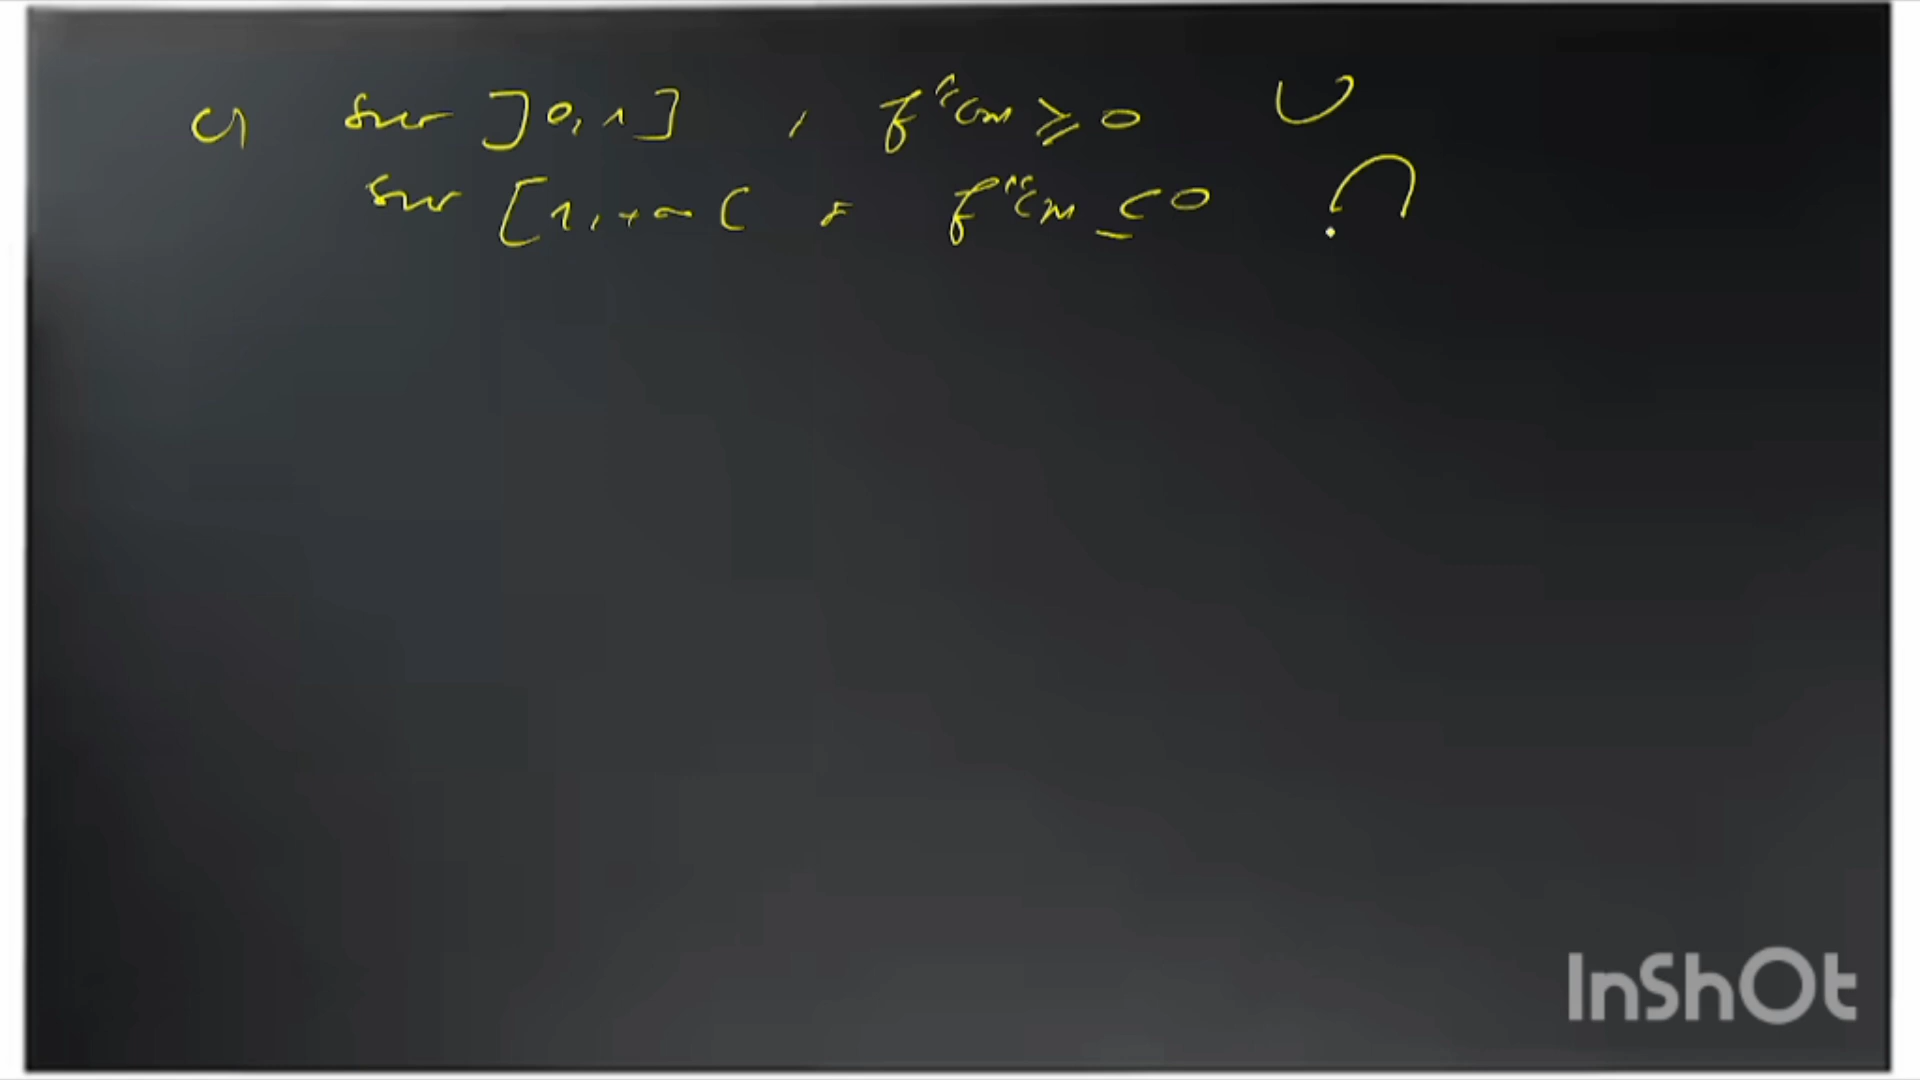 c) sur ]0,1] , f''(x) ≥ 0 ∪
sur [1,+∞[ , f''(x) ≤ 0 ∩
InShOt